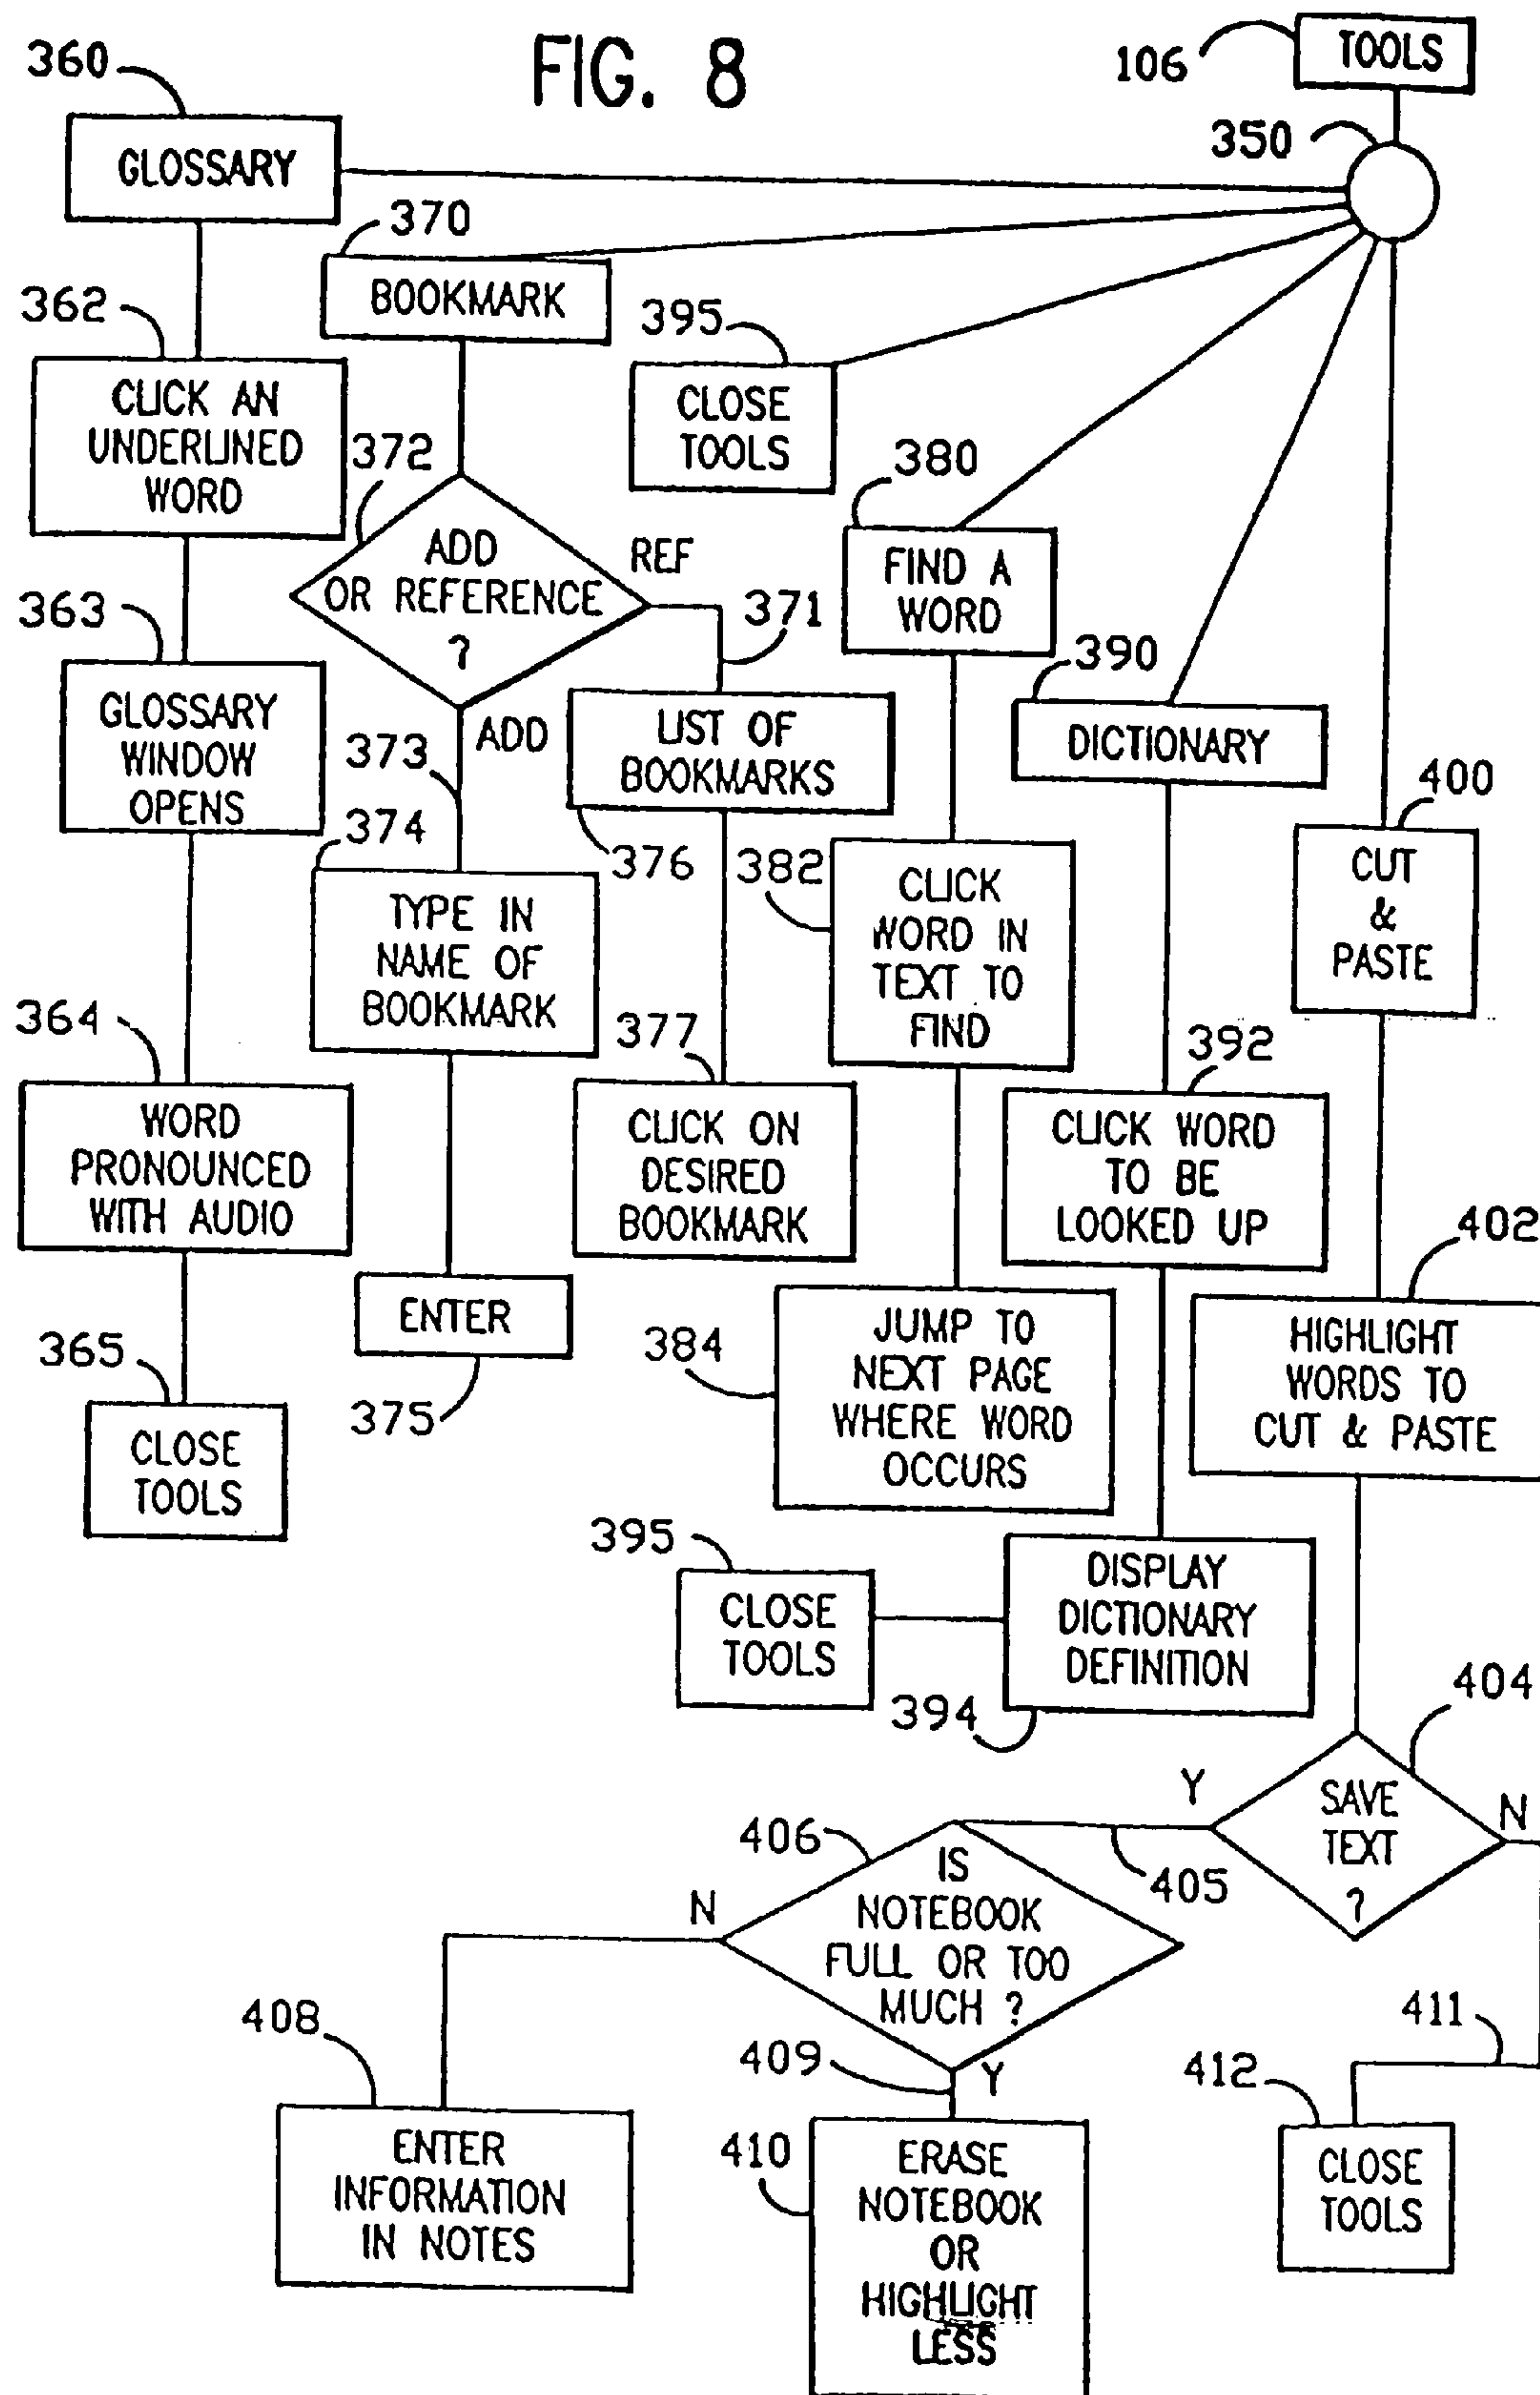 FIG. 8
106
TOOLS
350
360
GLOSSARY
362
CLICK AN
UNDERLINED
WORD
363
GLOSSARY
WINDOW
OPENS
364
WORD
PRONOUNCED
WITH AUDIO
365
CLOSE
TOOLS
370
BOOKMARK
372
ADD
OR REFERENCE
?
REF
371
ADD
373
374
TYPE IN
NAME OF
BOOKMARK
ENTER
375
LIST OF
BOOKMARKS
376
377
CLICK ON
DESIRED
BOOKMARK
395
CLOSE
TOOLS
380
FIND A
WORD
382
CLICK
WORD IN
TEXT TO
FIND
384
JUMP TO
NEXT PAGE
WHERE WORD
OCCURS
390
DICTIONARY
392
CLICK WORD
TO BE
LOOKED UP
DISPLAY
DICTIONARY
DEFINITION
394
395
CLOSE
TOOLS
400
CUT
&
PASTE
402
HIGHLIGHT
WORDS TO
CUT & PASTE
404
SAVE
TEXT
?
Y
N
405
406
IS
NOTEBOOK
FULL OR TOO
MUCH ?
N
408
ENTER
INFORMATION
IN NOTES
409
Y
410
ERASE
NOTEBOOK
OR
HIGHLIGHT
LESS
411
412
CLOSE
TOOLS